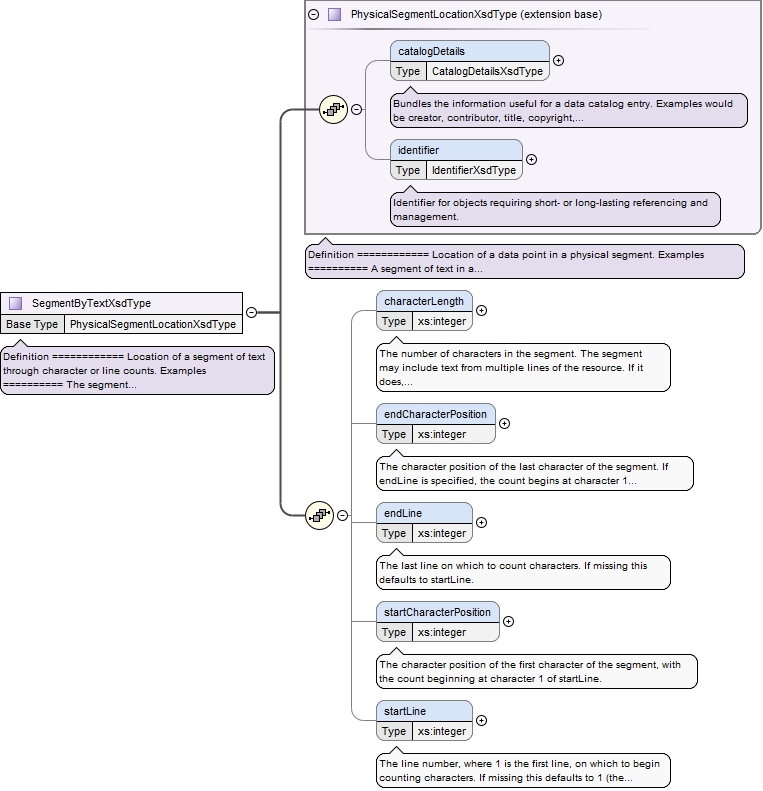 PhysicalSegmentLocationXsdType (extension base)
catalogDetails
Type CatalogDetailsXsdType
Bundles the information useful for a data catalog entry. Examples would
be creator, contributor, title, copyright,...
identifier
Type IdentifierXsdType
Identifier for objects requiring short- or long-lasting referencing and
management.
Definition ============ Location of a data point in a physical segment. Examples
========== A segment of text in a...
SegmentByTextXsdType
Base Type PhysicalSegmentLocationXsdType
Definition ============ Location of a segment of text
through character or line counts. Examples
========== The segment...
characterLength
Type xs:integer
The number of characters in the segment. The segment
may include text from multiple lines of the resource. If it
does,...
endCharacterPosition
Type xs:integer
The character position of the last character of the segment. If
endLine is specified, the count begins at character 1...
endLine
Type xs:integer
The last line on which to count characters. If missing this
defaults to startLine.
startCharacterPosition
Type xs:integer
The character position of the first character of the segment, with
the count beginning at character 1 of startLine.
startLine
Type xs:integer
The line number, where 1 is the first line, on which to begin
counting characters. If missing this defaults to 1 (the...